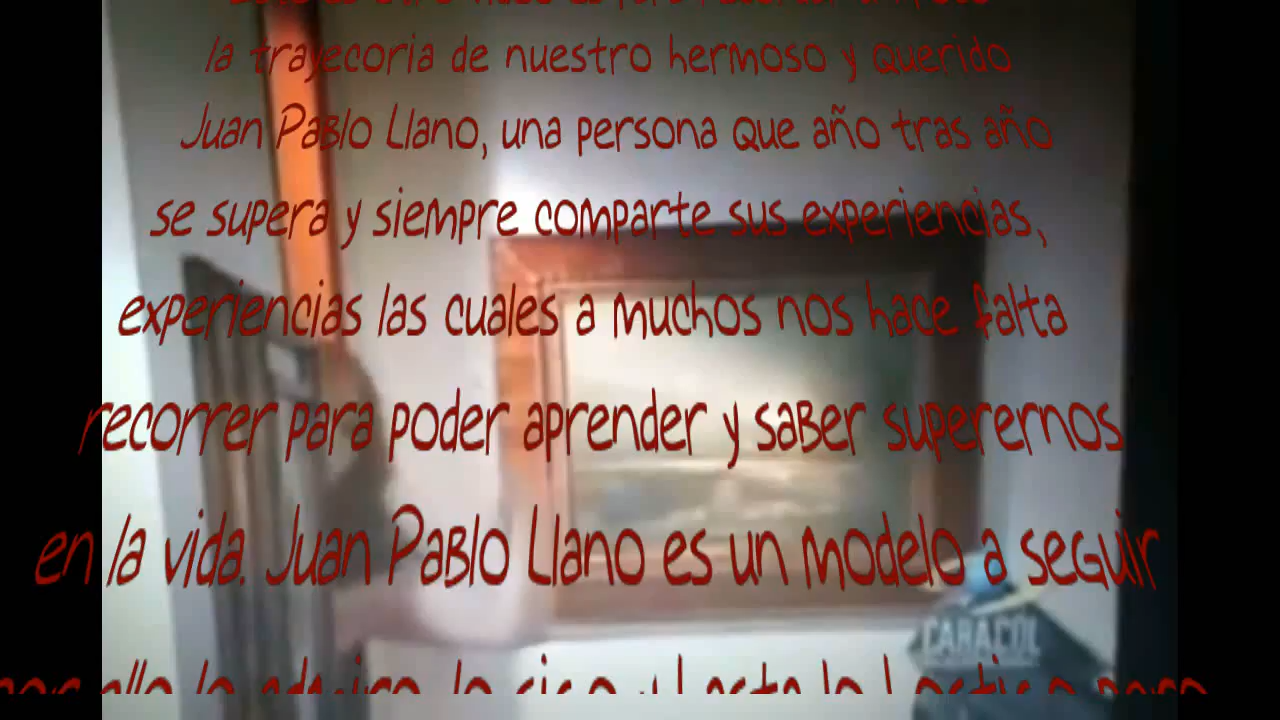 la trayecoria de nuestro hermoso y querido
Juan Pablo Llano, una persona que año tras año
se supera y siempre comparte sus experiencias,
experiencias las cuales a muchos nos hace falta
recorrer para poder aprender y saber superernos
en la vida. Juan Pablo Llano es un modelo a seguir
CARACOL